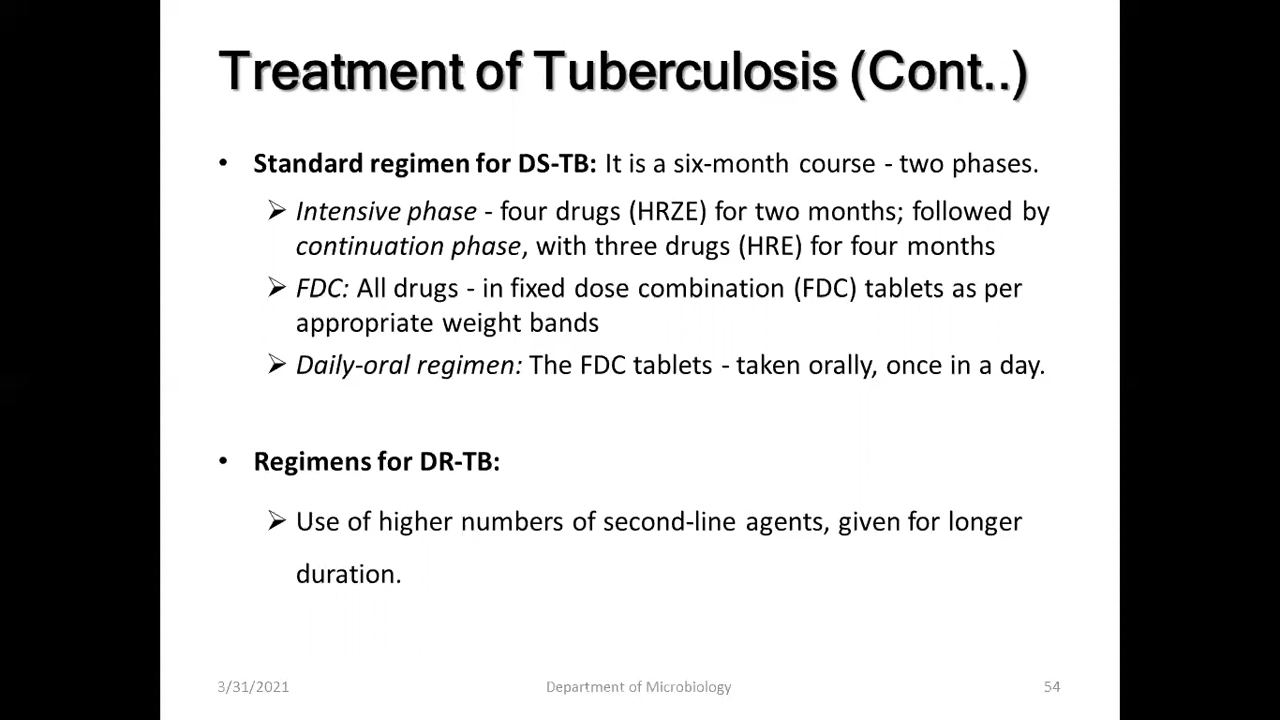 Treatment of Tuberculosis (Cont..)
• Standard regimen for DS-TB: It is a six-month course - two phases.
➢ Intensive phase - four drugs (HRZE) for two months; followed by
continuation phase, with three drugs (HRE) for four months
➢ FDC: All drugs - in fixed dose combination (FDC) tablets as per
appropriate weight bands
➢ Daily-oral regimen: The FDC tablets - taken orally, once in a day.
• Regimens for DR-TB:
➢ Use of higher numbers of second-line agents, given for longer
duration.
3/31/2021 Department of Microbiology 54